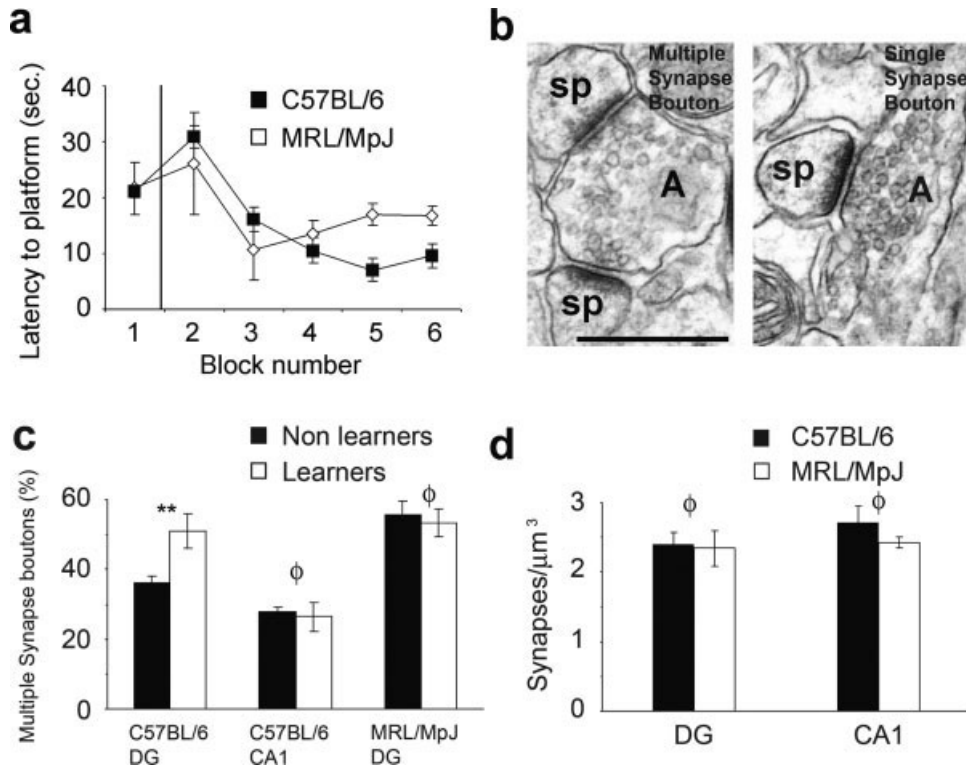 a
Latency to platform (sec.)
40
30
20
10
0
C57BL/6
MRL/MpJ
1 2 3 4 5 6
Block number
b
sp
Multiple
Synapse
Bouton
A
sp
Single
Synapse
Bouton
sp
A
c
Non learners
Learners
Multiple Synapse boutons (%)
60
40
20
0
**
ϕ
ϕ
C57BL/6
DG
C57BL/6
CA1
MRL/MpJ
DG
d
C57BL/6
MRL/MpJ
Synapses/μm³
3
2
1
0
ϕ
ϕ
DG
CA1